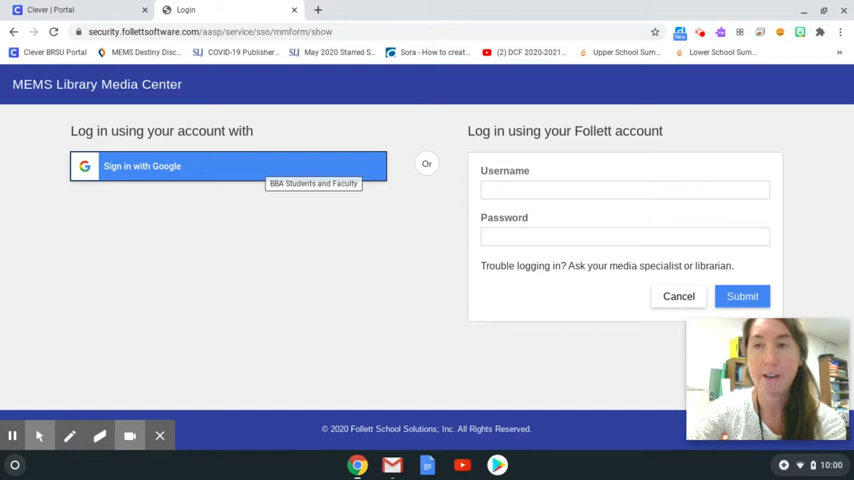 Clever | Portal
Login
security.follettsoftware.com/aasp/service/sso/mmform/show
New
Clever BRSU Portal
MEMS Destiny Disc...
COVID-19 Publisher...
SLJ
May 2020 Starred S...
Sora - How to creat...
(2) DCF 2020-2021...
Upper School Sum...
Lower School Sum...
»
MEMS Library Media Center
Log in using your account with
Sign in with Google
BBA Students and Faculty
Or
Log in using your Follett account
Username
Password
Trouble logging in? Ask your media specialist or librarian.
Cancel
Submit
© 2020 Follett School Solutions, Inc. All Rights Reserved.
10:00